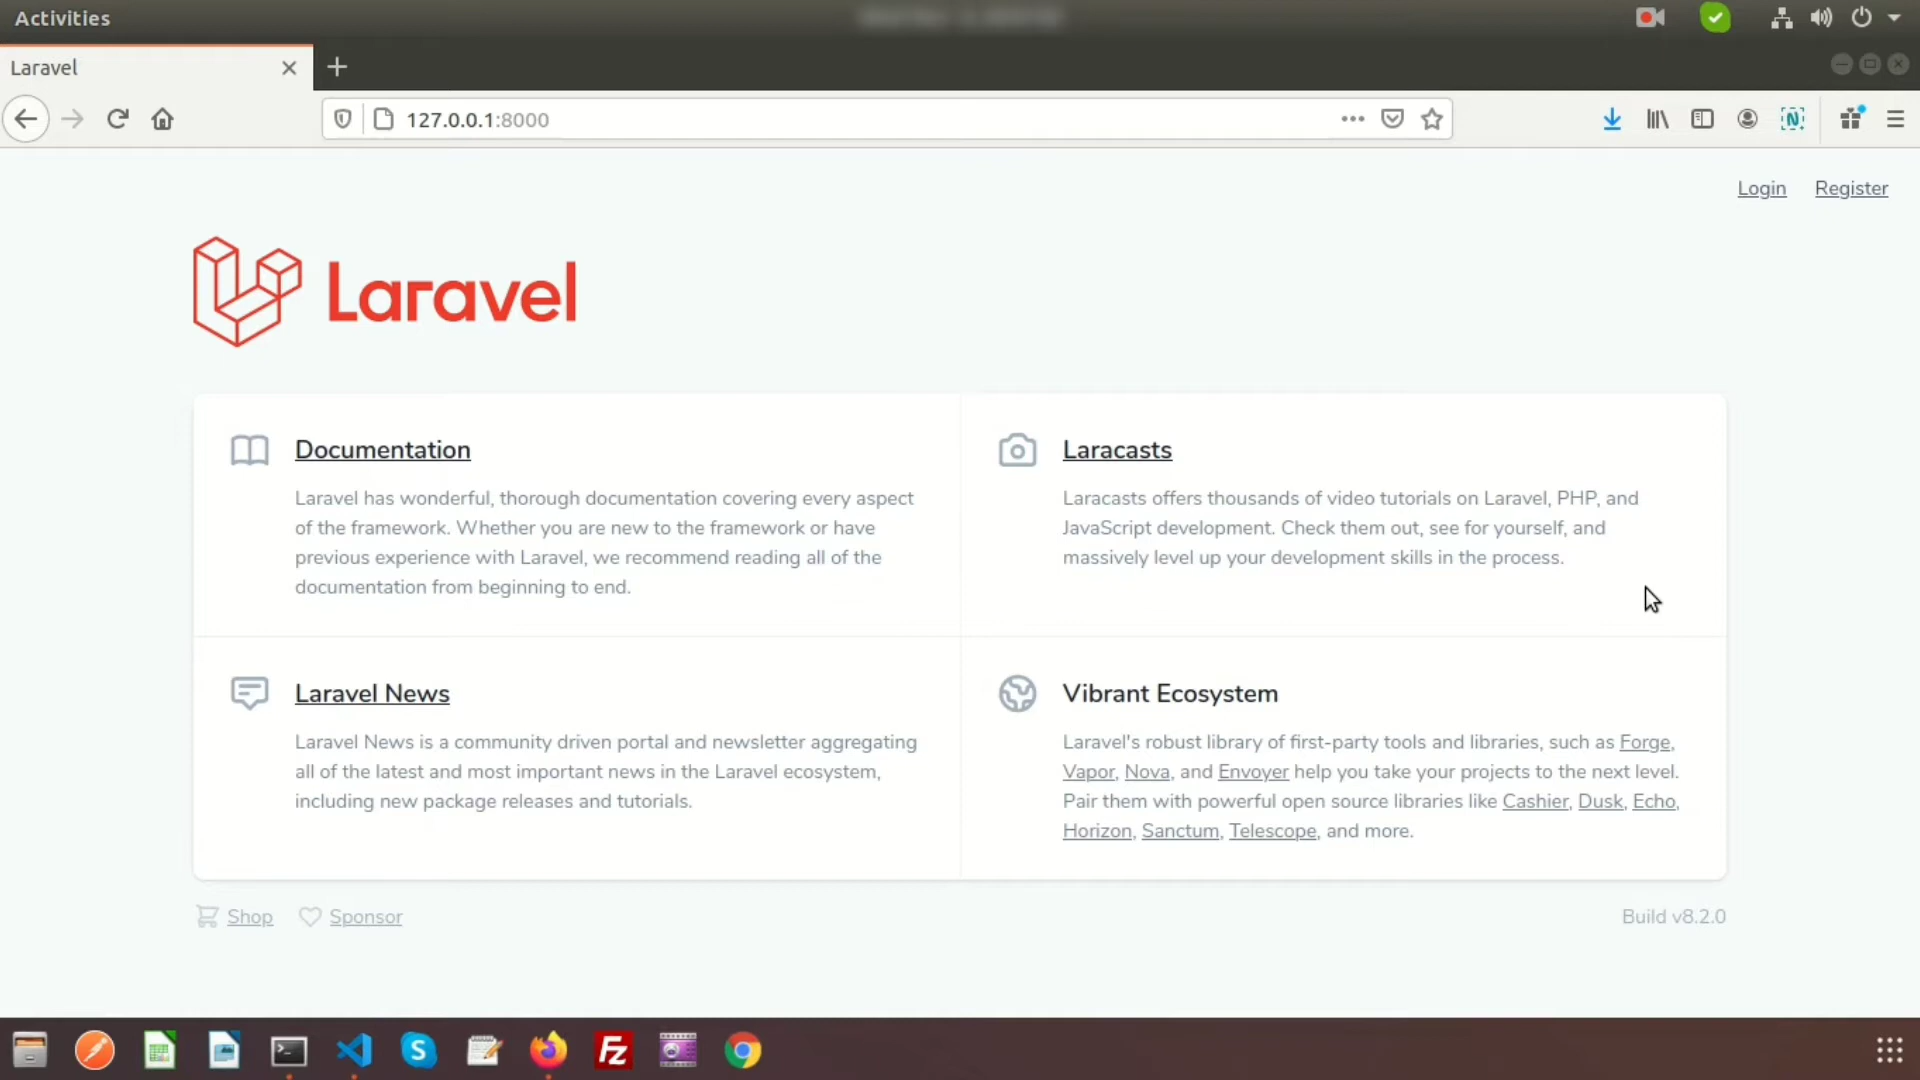 Activities
Laravel
127.0.0.1:8000
Login Register
Laravel
Documentation
Laravel has wonderful, thorough documentation covering every aspect
of the framework. Whether you are new to the framework or have
previous experience with Laravel, we recommend reading all of the
documentation from beginning to end.
Laracasts
Laracasts offers thousands of video tutorials on Laravel, PHP, and
JavaScript development. Check them out, see for yourself, and
massively level up your development skills in the process.
Laravel News
Laravel News is a community driven portal and newsletter aggregating
all of the latest and most important news in the Laravel ecosystem,
including new package releases and tutorials.
Vibrant Ecosystem
Laravel's robust library of first-party tools and libraries, such as Forge,
Vapor, Nova, and Envoyer help you take your projects to the next level.
Pair them with powerful open source libraries like Cashier, Dusk, Echo,
Horizon, Sanctum, Telescope, and more.
Shop Sponsor
Build v8.2.0